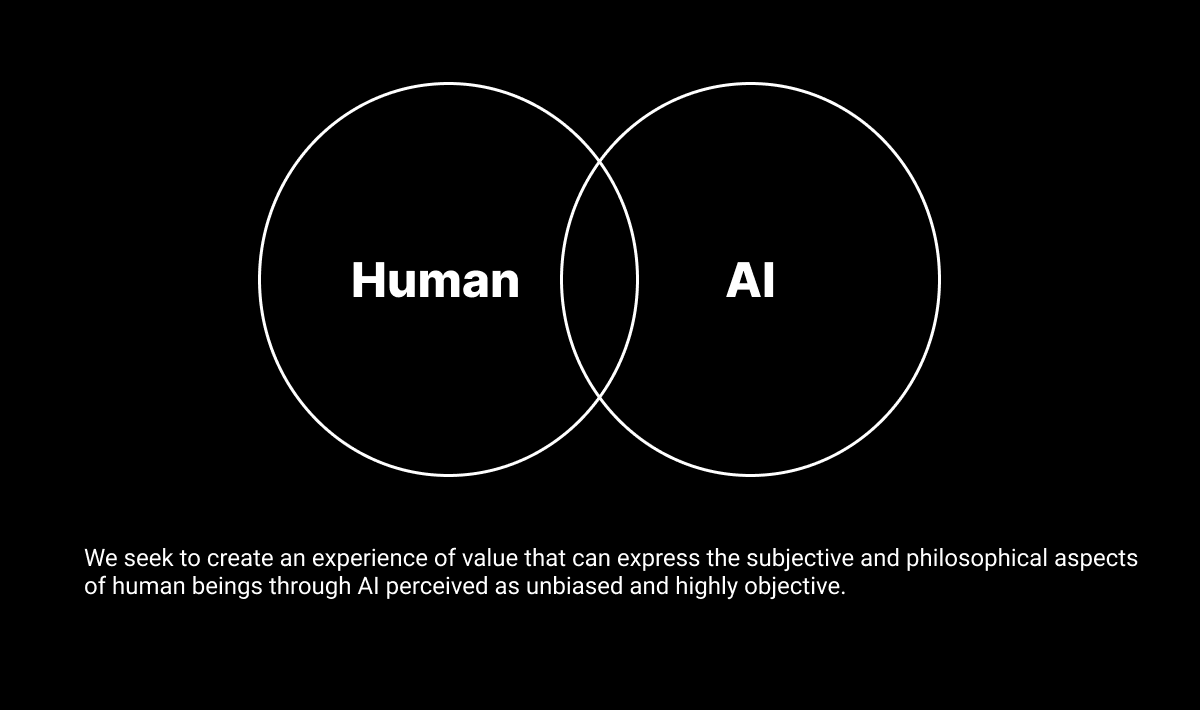 Human
AI
We seek to create an experience of value that can express the subjective and philosophical aspects
of human beings through AI perceived as unbiased and highly objective.